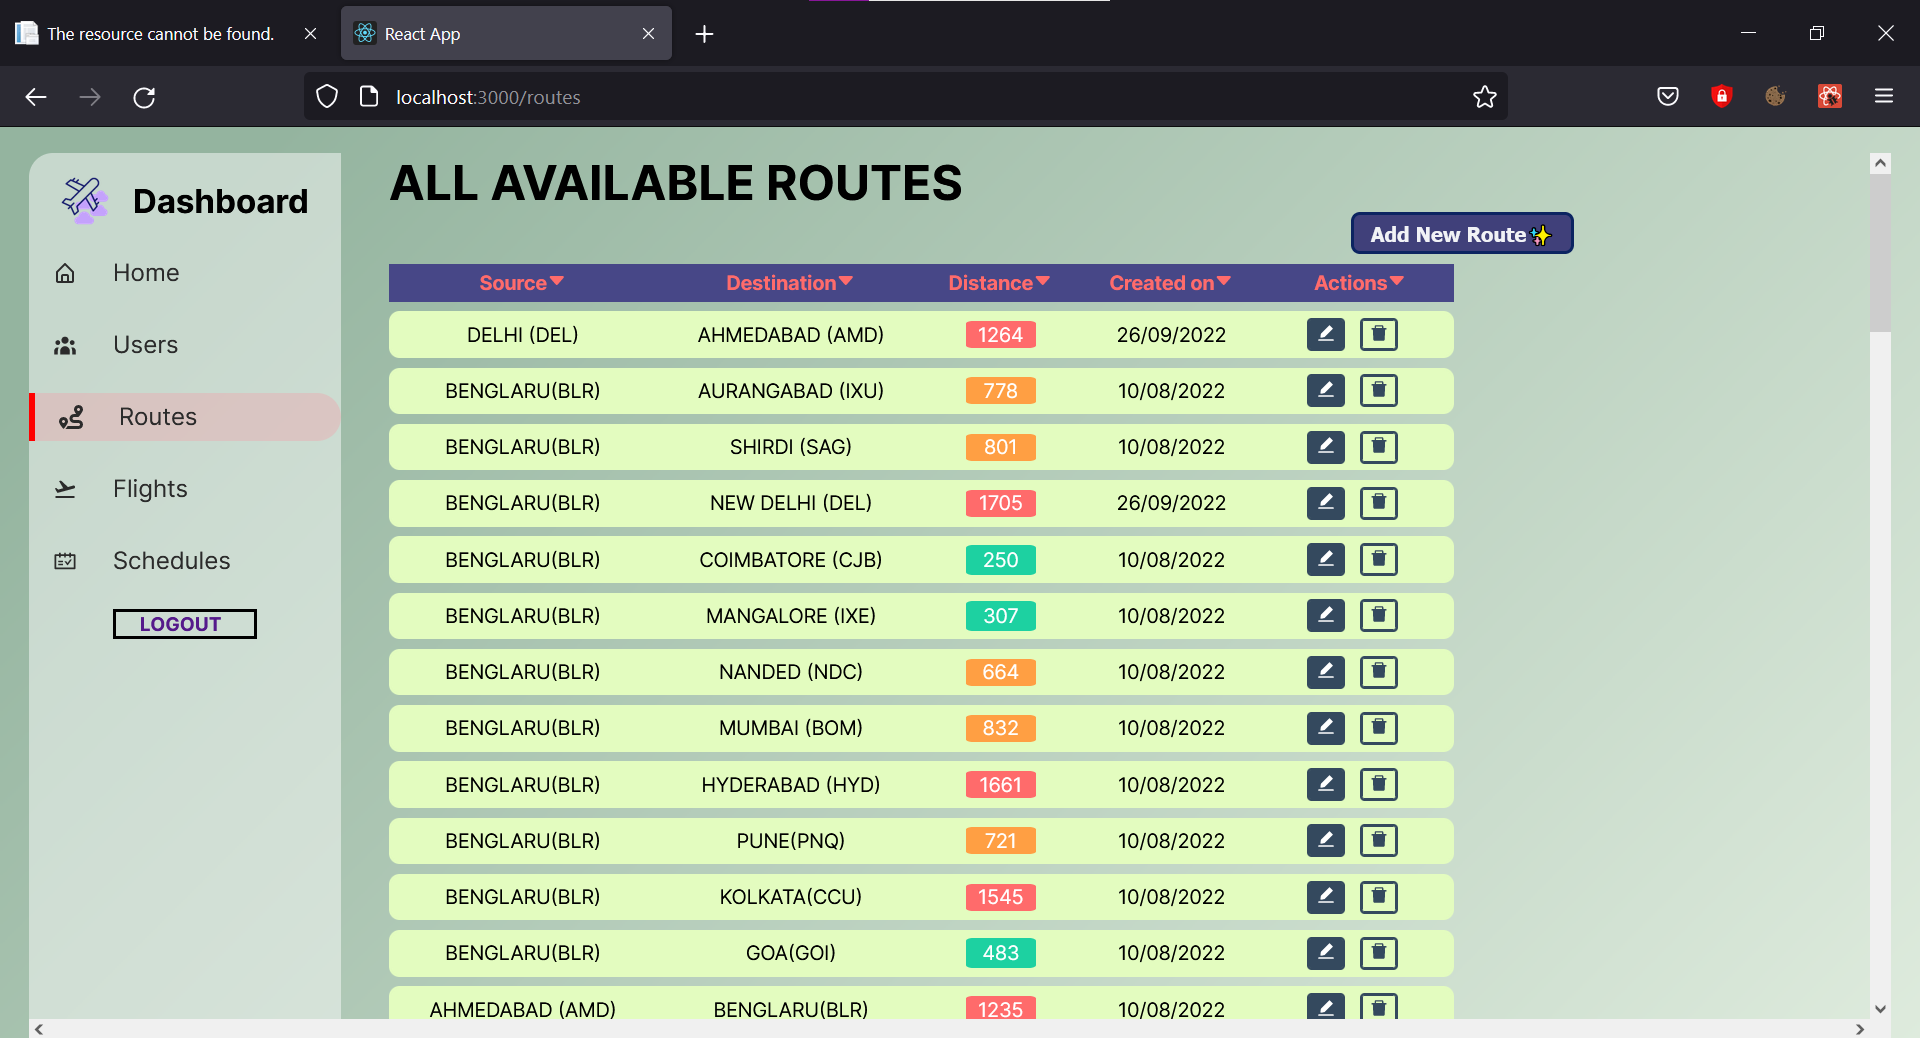 The resource cannot be found.
React App
localhost:3000/routes
Dashboard
Home
Users
Routes
Flights
Schedules
LOGOUT
ALL AVAILABLE ROUTES
Add New Route✨
Source Destination Distance Created on Actions
DELHI (DEL) AHMEDABAD (AMD) 1264 26/09/2022
BENGLARU(BLR) AURANGABAD (IXU) 778 10/08/2022
BENGLARU(BLR) SHIRDI (SAG) 801 10/08/2022
BENGLARU(BLR) NEW DELHI (DEL) 1705 26/09/2022
BENGLARU(BLR) COIMBATORE (CJB) 250 10/08/2022
BENGLARU(BLR) MANGALORE (IXE) 307 10/08/2022
BENGLARU(BLR) NANDED (NDC) 664 10/08/2022
BENGLARU(BLR) MUMBAI (BOM) 832 10/08/2022
BENGLARU(BLR) HYDERABAD (HYD) 1661 10/08/2022
BENGLARU(BLR) PUNE(PNQ) 721 10/08/2022
BENGLARU(BLR) KOLKATA(CCU) 1545 10/08/2022
BENGLARU(BLR) GOA(GOI) 483 10/08/2022
AHMEDABAD (AMD) BENGLARU(BLR) 1235 10/08/2022